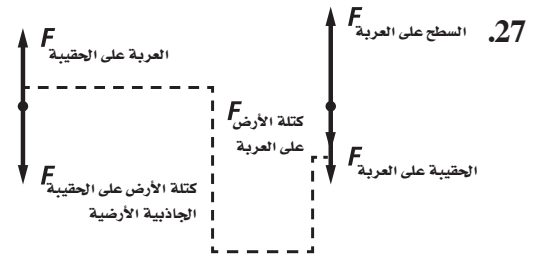 .27
F السطح على العربة
F العربة على الحقيبة
F كتلة الأرض
على العربة
F الحقيبة على العربة
F كتلة الأرض على الحقيبة
الجاذبية الأرضية